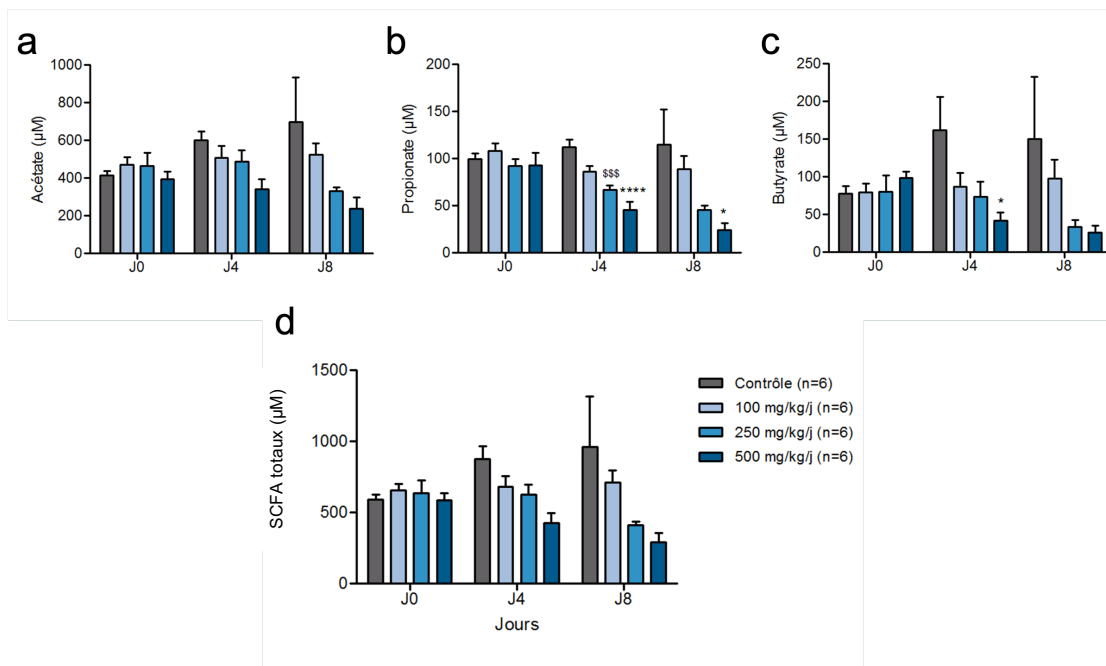 a
b
c
1000
800
600
400
200
0
Acétate (µM)
J0 J4 J8
200
150
100
50
0
Propionate (µM)
$$$
****
*
J0 J4 J8
250
200
150
100
50
0
Butyrate (µM)
*
J0 J4 J8
d
1500
1000
500
0
SCFA totaux (µM)
J0 J4 J8
Jours
Contrôle (n=6)
100 mg/kg/j (n=6)
250 mg/kg/j (n=6)
500 mg/kg/j (n=6)